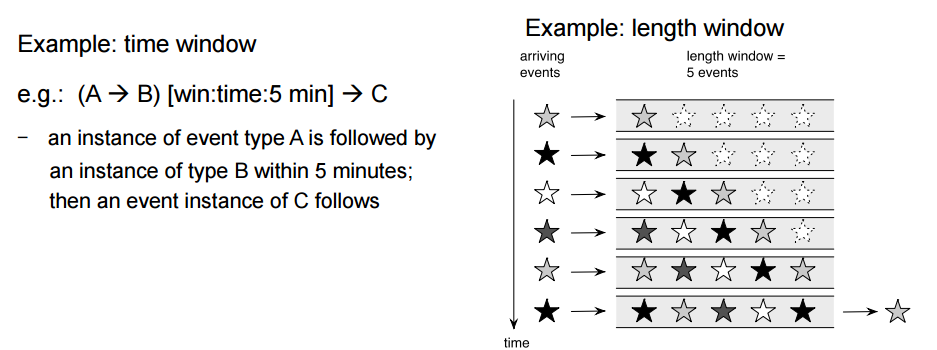 Example: time window
e.g.: (A → B) [win:time:5 min] → C
– an instance of event type A is followed by
an instance of type B within 5 minutes;
then an event instance of C follows
Example: length window
arriving
events
length window =
5 events
time